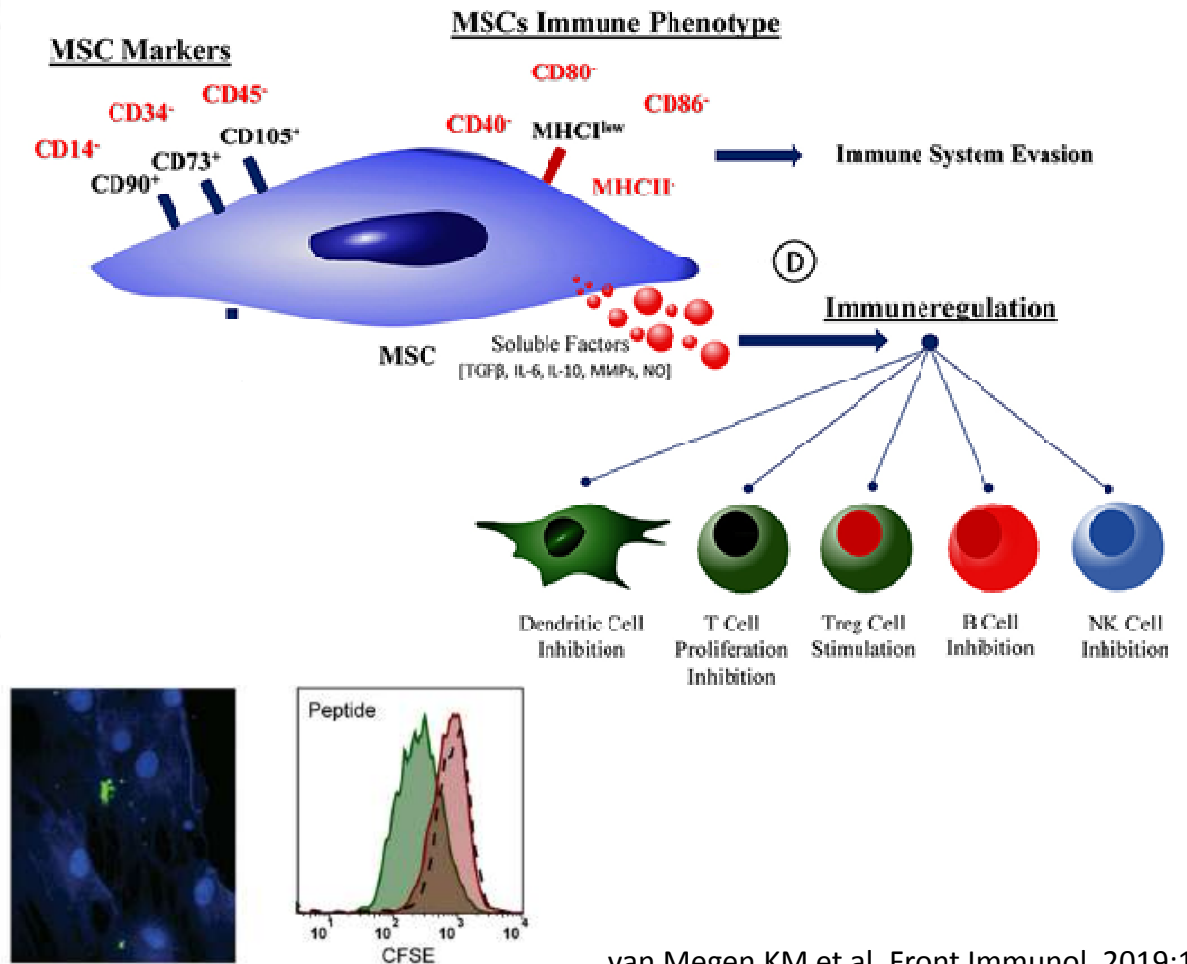 MSCs Immune Phenotype
MSC Markers
CD80-
CD45-
CD86-
CD34-
CD40-
MHCIlow
CD105+
CD14-
CD73+
Immune System Evasion
CD90+
MHCII-
D
Immuneregulation
MSC
Soluble Factors
[TGFβ, IL-6, IL-10, MMPs, NO]
Dendritic Cell
Inhibition
T Cell
Proliferation
Inhibition
Treg Cell
Stimulation
B Cell
Inhibition
NK Cell
Inhibition
Peptide
10¹ 10² 10³ 10⁴
CFSE
van Megen KM et al. Front Immunol. 2019;1